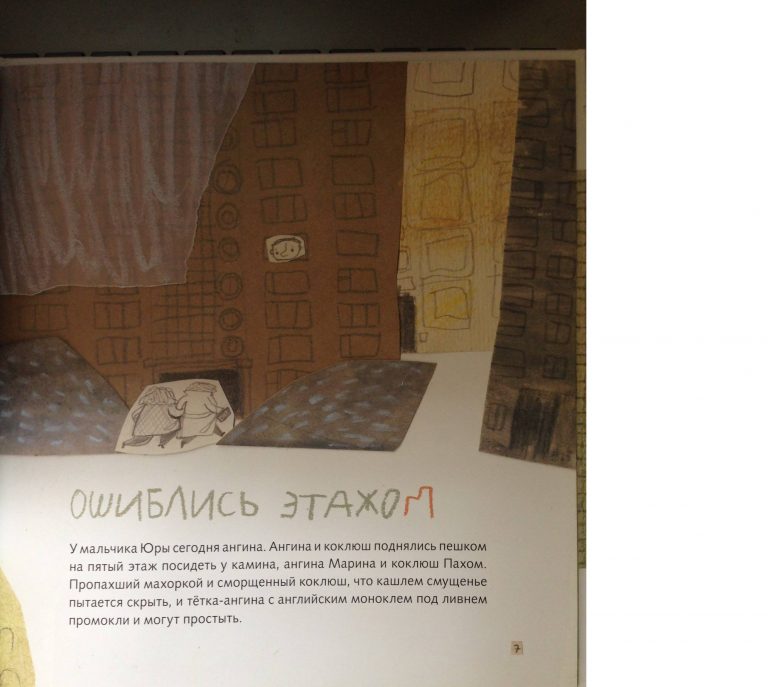 ОШИБЛИСЬ ЭТАХОМ
У мальчика Юры сегодня ангина. Ангина и коклюш поднялись пешком
на пятый этаж посидеть у камина, ангина Марина и коклюш Пахом.
Пропахший махоркой и сморщенный коклюш, что кашлем смущенье
пытается скрыть, и тётка-ангина с английским моноклем под ливнем
промокли и могут простыть.
7